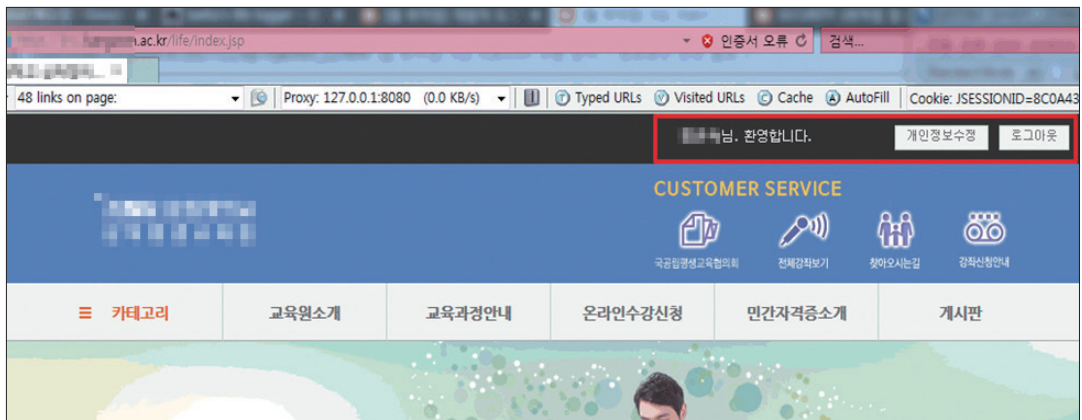 .ac.kr/life/index.jsp 인증서 오류 검색...
48 links on page: Proxy: 127.0.0.1:8080 (0.0 KB/s) Typed URLs Visited URLs Cache AutoFill Cookie: JSESSIONID=8C0A43
님. 환영합니다. 개인정보수정 로그아웃
CUSTOMER SERVICE
국공립평생교육협의회 전체강좌보기 찾아오시는길 강좌신청안내
카테고리 교육원소개 교육과정안내 온라인수강신청 민간자격증소개 게시판